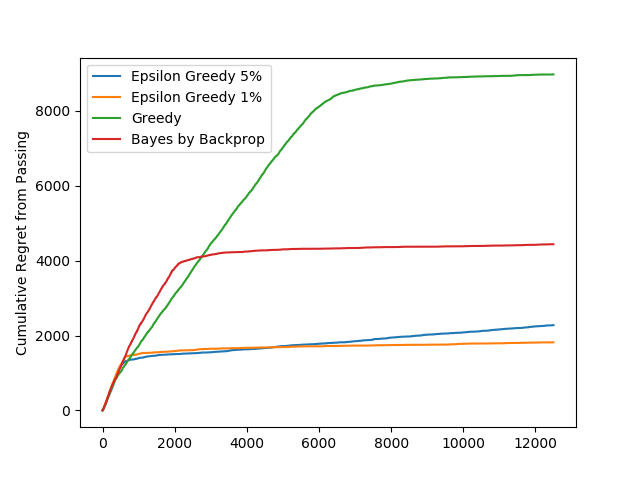 Epsilon Greedy 5%
Epsilon Greedy 1%
Greedy
Bayes by Backprop
Cumulative Regret from Passing
8000
6000
4000
2000
0
0 2000 4000 6000 8000 10000 12000